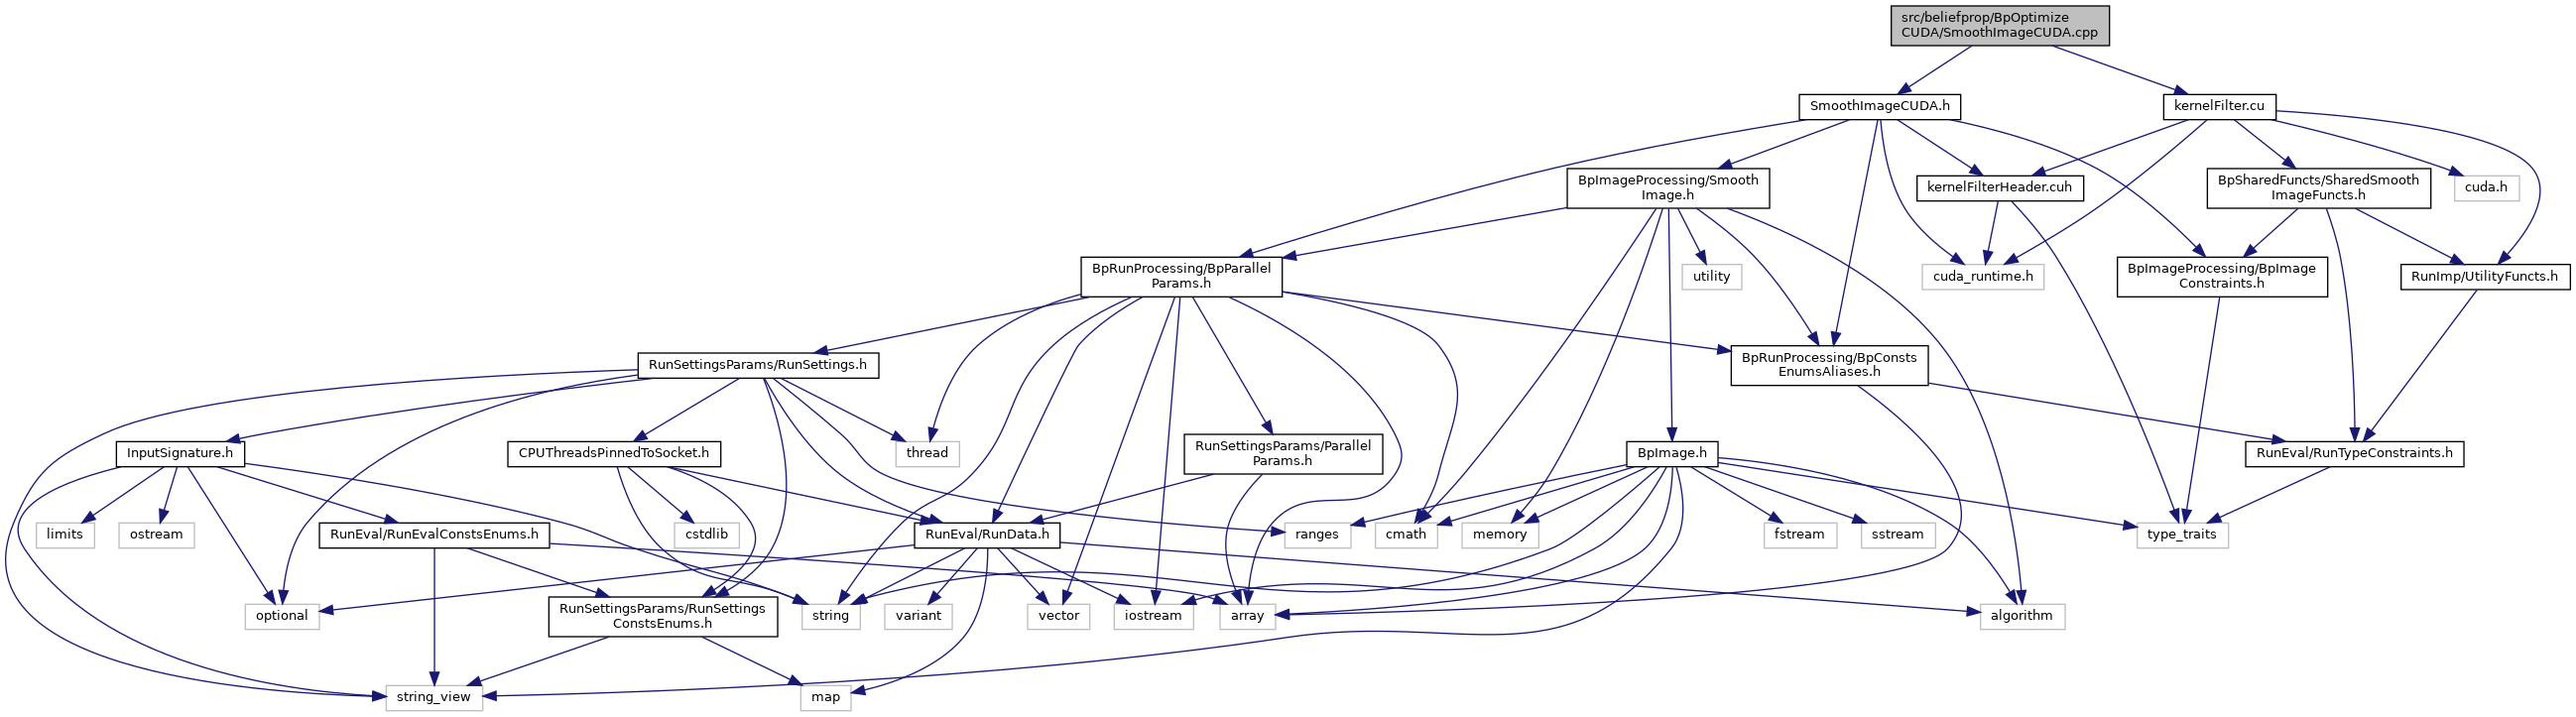 src/beliefprop/BpOptimize
CUDA/SmoothImageCUDA.cpp
SmoothImageCUDA.h
kernelFilter.cu
BpImageProcessing/Smooth
Image.h
kernelFilterHeader.cuh
BpSharedFuncts/SharedSmooth
ImageFuncts.h
cuda.h
BpRunProcessing/BpParallel
Params.h
utility
cuda_runtime.h
BpImageProcessing/BpImage
Constraints.h
RunImp/UtilityFuncts.h
RunSettingsParams/RunSettings.h
BpRunProcessing/BpConsts
EnumsAliases.h
InputSignature.h
CPUThreadsPinnedToSocket.h
thread
RunSettingsParams/Parallel
Params.h
BpImage.h
RunEval/RunTypeConstraints.h
limits
ostream
RunEval/RunEvalConstsEnums.h
cstdlib
RunEval/RunData.h
ranges
cmath
memory
fstream
sstream
type_traits
optional
RunSettingsParams/RunSettings
ConstsEnums.h
string
variant
vector
iostream
array
algorithm
string_view
map